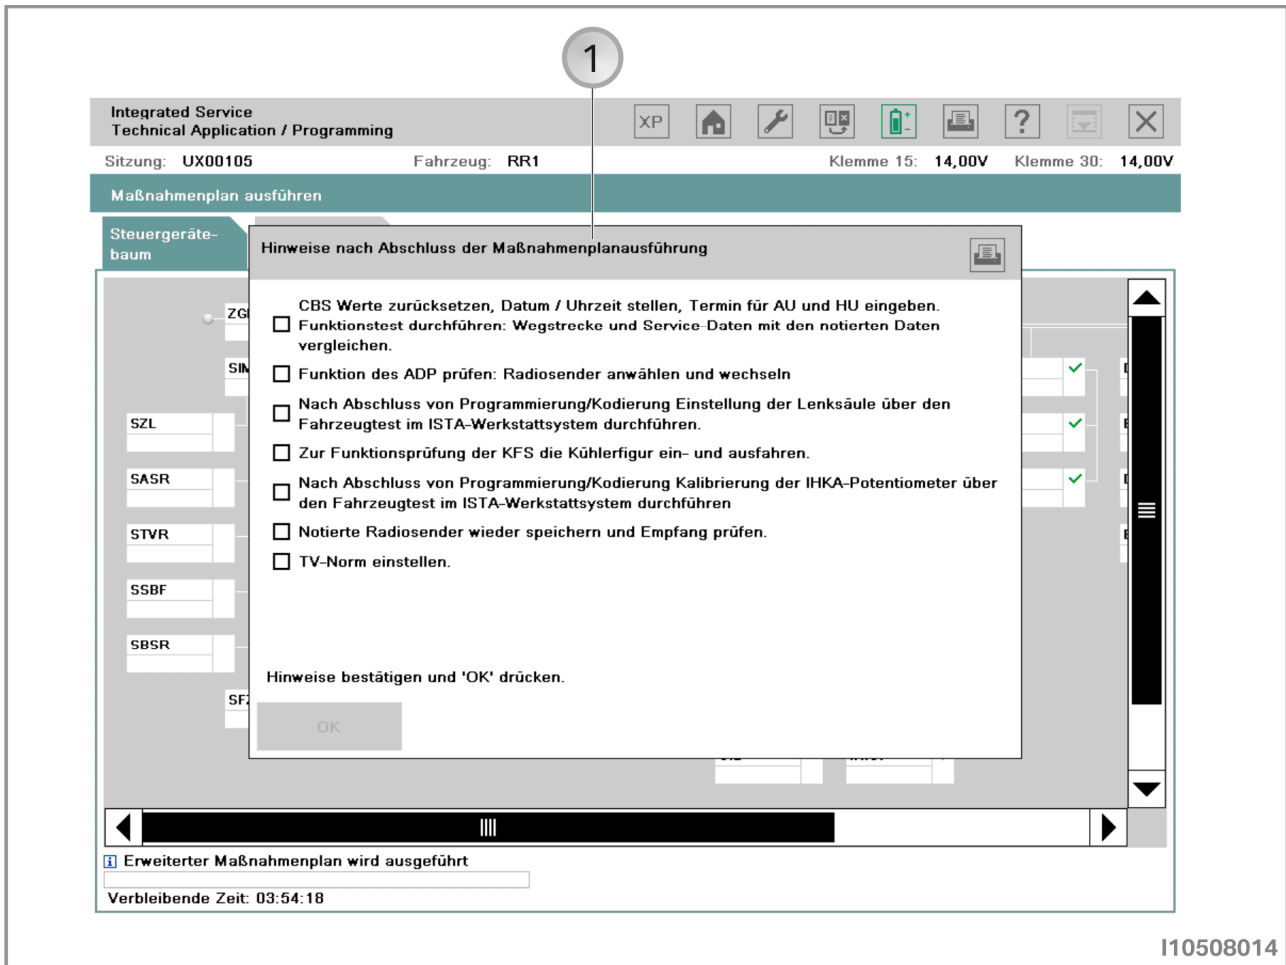 1
Integrated Service
Technical Application / Programming
XP
?
Sitzung: UX00105 Fahrzeug: RR1 Klemme 15: 14,00V Klemme 30: 14,00V
Maßnahmenplan ausführen
Steuergeräte-
baum
Hinweise nach Abschluss der Maßnahmenplanausführung
CBS Werte zurücksetzen, Datum / Uhrzeit stellen, Termin für AU und HU eingeben.
Funktionstest durchführen: Wegstrecke und Service-Daten mit den notierten Daten
vergleichen.
Funktion des ADP prüfen: Radiosender anwählen und wechseln
Nach Abschluss von Programmierung/Kodierung Einstellung der Lenksäule über den
Fahrzeugtest im ISTA-Werkstattsystem durchführen.
Zur Funktionsprüfung der KFS die Kühlerfigur ein- und ausfahren.
Nach Abschluss von Programmierung/Kodierung Kalibrierung der IHKA-Potentiometer über
den Fahrzeugtest im ISTA-Werkstattsystem durchführen
Notierte Radiosender wieder speichern und Empfang prüfen.
TV-Norm einstellen.
Hinweise bestätigen und 'OK' drücken.
OK
SZL
SASR
STVR
SSBF
SBSR
Erweiterter Maßnahmenplan wird ausgeführt
Verbleibende Zeit: 03:54:18
I10508014